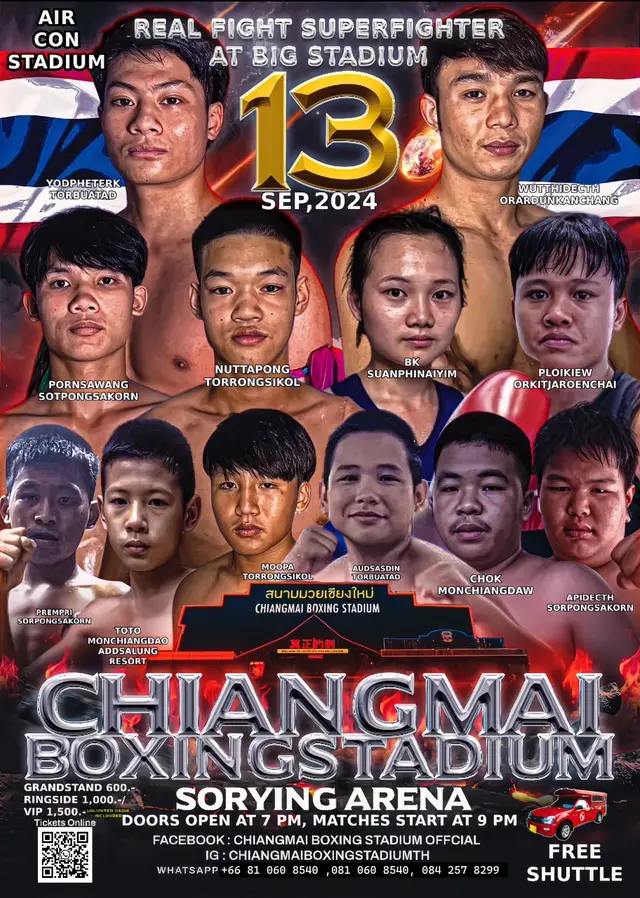 AIR
CON
STADIUM
REAL FIGHT SUPERFIGHTER
AT BIG STADIUM
13
SEP,2024
YODPHETERK
TORBUATAD
WUTTHIDECTH
ORARDUNKANCHANG
PORNSAWANG
SOTPONGSAKORN
NUTTAPONG
TORRONGSIKOL
BK
SUANPHINAIYIM
PLOIKIEW
ORKITJAROENCHAI
PREMPRI
SORPONGSAKORN
TOTO
MONCHIANGDAO
ADDSALUNG
RESORT
MOOPA
TORRONGSIKOL
AUDSASDIN
TORBUATAD
CHOK
MONCHIANGDAW
APIDECTH
SORPONGSAKORN
สนามมวยเชียงใหม่
CHIANGMAI BOXING STADIUM
CHIANGMAI
BOXINGSTADIUM
GRANDSTAND 600.-
RINGSIDE 1,000.-/
VIP 1,500.- UNLIMITED DRINK
INCLUDED
Tickets Online
SORYING ARENA
DOORS OPEN AT 7 PM, MATCHES START AT 9 PM
FACEBOOK : CHIANGMAI BOXING STADIUM OFFCIAL
IG : CHIANGMAIBOXINGSTADIUMTH
WHATSAPP +66 81 060 8540 ,081 060 8540, 084 257 8299
FREE
SHUTTLE